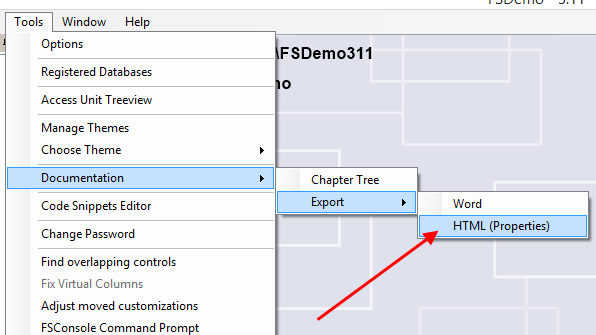 FSDemo 3.11
Tools Window Help
Options
\FSDemo311
Registered Databases
mo
Access Unit Treeview
Manage Themes
Choose Theme
Documentation
Chapter Tree
Export
Word
HTML (Properties)
Code Snippets Editor
Change Password
Find overlapping controls
Fix Virtual Columns
Adjust moved customizations
FSConsole Command Prompt